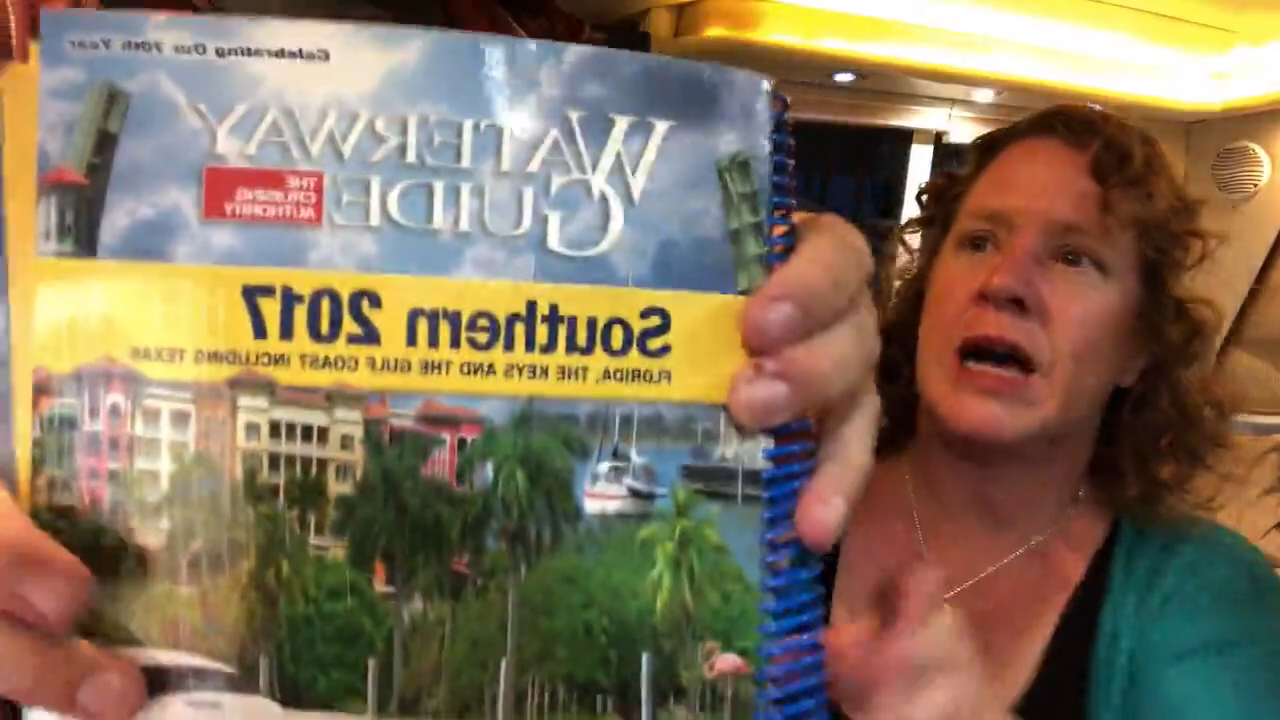 Celebrating Our 70th Year
WATERWAY
GUIDE
THE
CRUISING
AUTHORITY
Southern 2017
FLORIDA, THE KEYS AND THE GULF COAST INCLUDING TEXAS